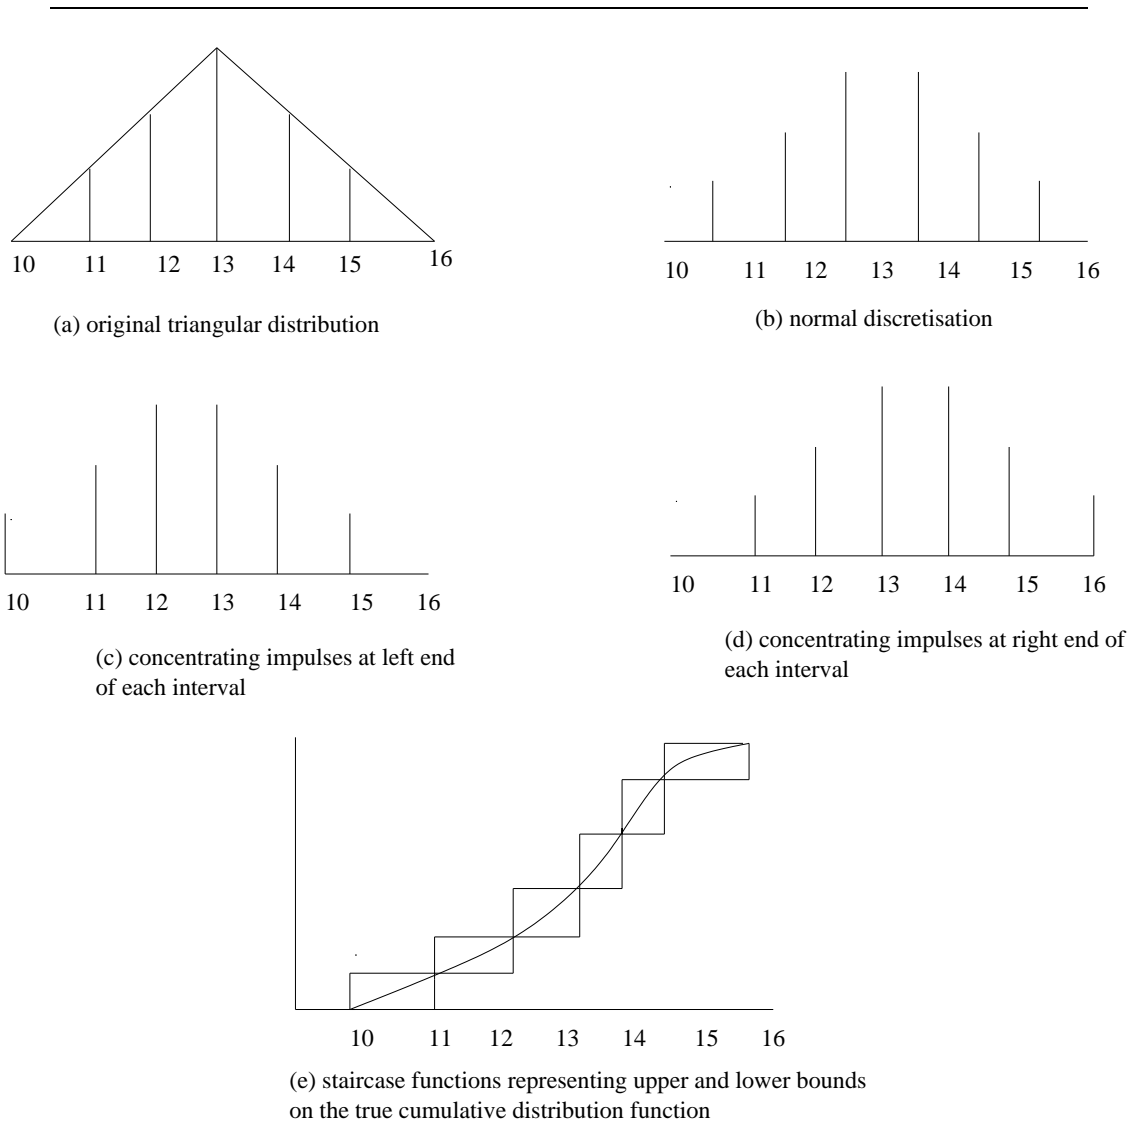 10 11 12 13 14 15 16
(a) original triangular distribution
10 11 12 13 14 15 16
(b) normal discretisation
10 11 12 13 14 15 16
(c) concentrating impulses at left end
of each interval
10 11 12 13 14 15 16
(d) concentrating impulses at right end of
each interval
10 11 12 13 14 15 16
(e) staircase functions representing upper and lower bounds
on the true cumulative distribution function